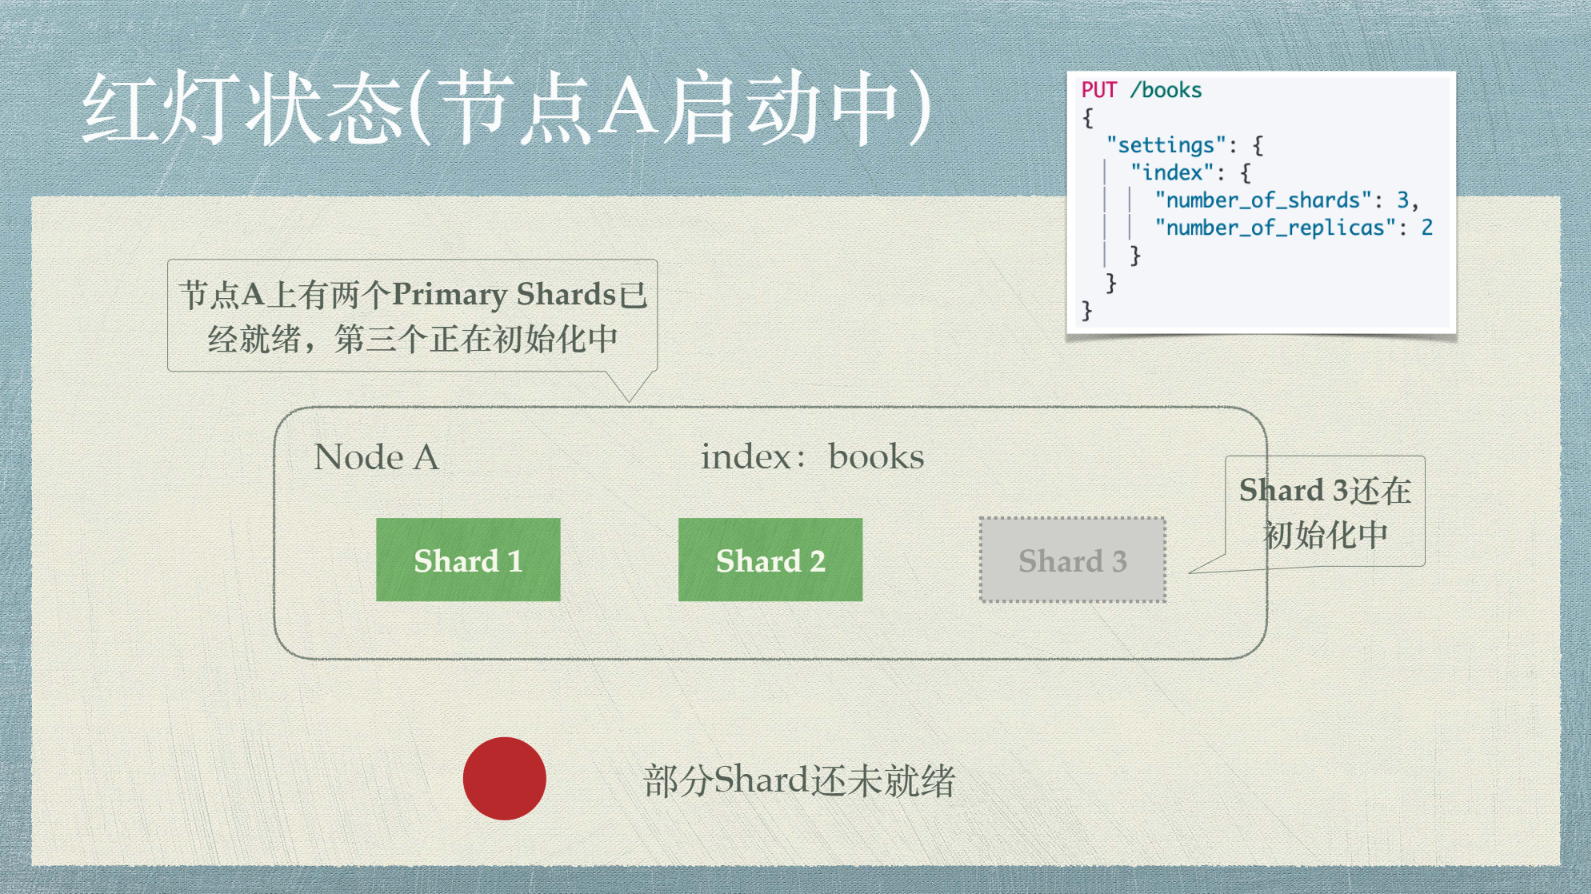 红灯状态(节点A启动中)
PUT /books
{
  "settings": {
    "index": {
      "number_of_shards": 3,
      "number_of_replicas": 2
    }
  }
}
节点A上有两个Primary Shards已
经就绪，第三个正在初始化中
Node A
index：books
Shard 3还在
初始化中
Shard 1
Shard 2
Shard 3
部分Shard还未就绪